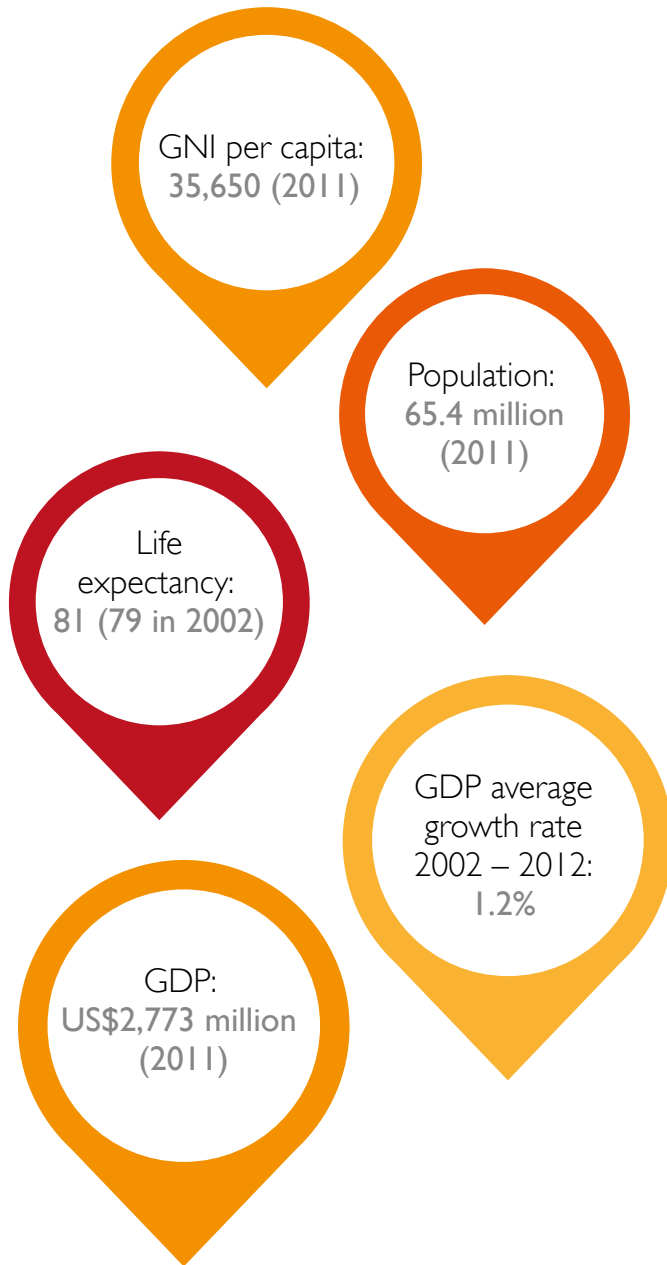 GNI per capita:
35,650 (2011)
Population:
65.4 million
(2011)
Life
expectancy:
81 (79 in 2002)
GDP average
growth rate
2002 – 2012:
1.2%
GDP:
US$2,773 million
(2011)